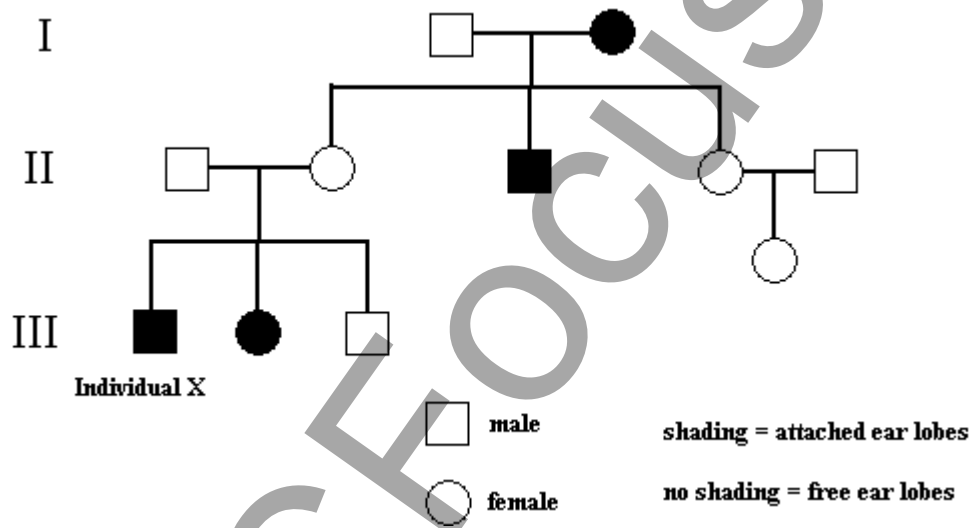 I
II
III
Individual X
male
shading = attached ear lobes
female
no shading = free ear lobes